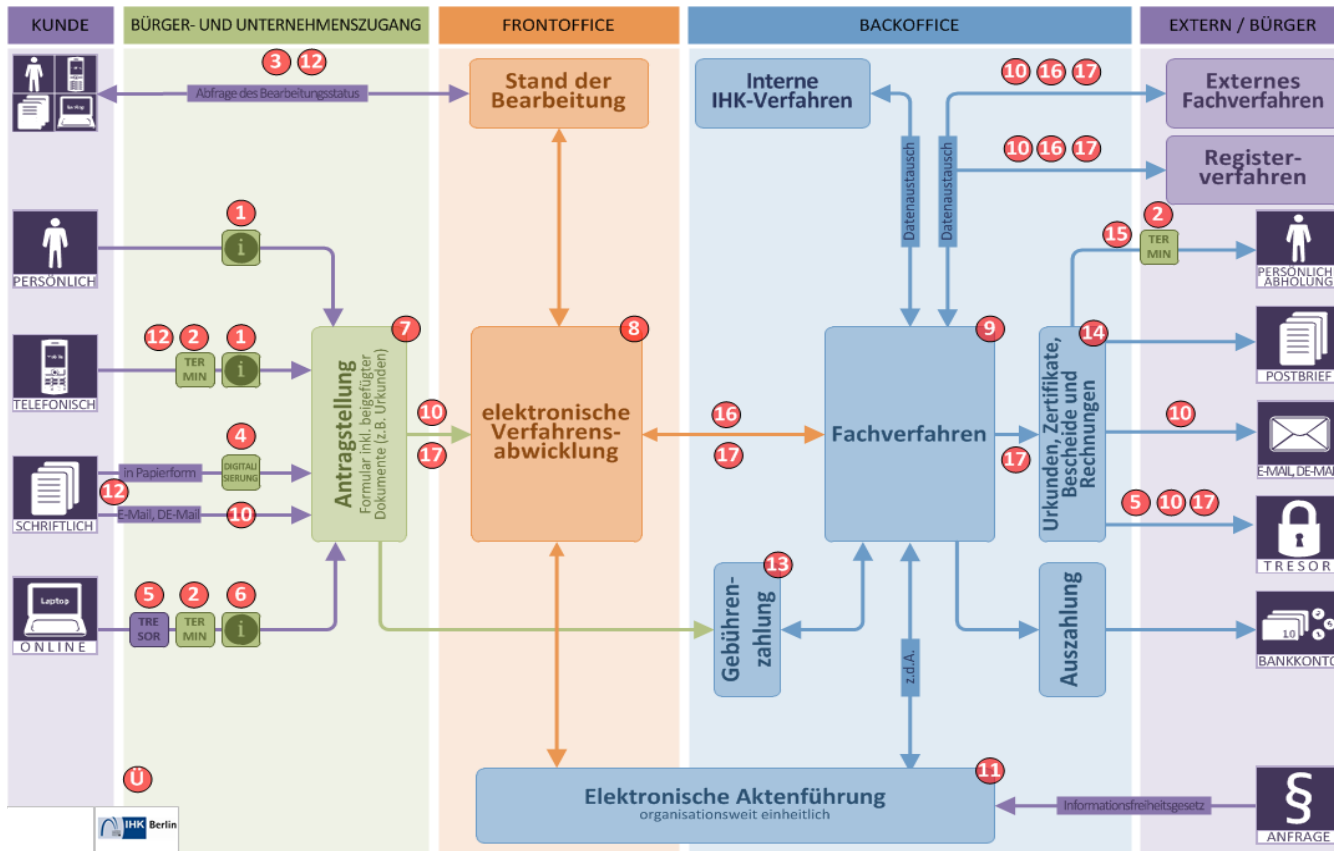 KUNDE
BÜRGER- UND UNTERNEHMENSZUGANG
FRONTOFFICE
BACKOFFICE
EXTERN / BÜRGER
3 12
Abfrage des Bearbeitungsstatus
Stand der
Bearbeitung
Interne
IHK-Verfahren
10 16 17
Externes
Fachverfahren
10 16 17
Register-
verfahren
Datenaustausch
Datenaustausch
1
i
PERSÖNLICH
2
15
TER
MIN
PERSÖNLICHE
ABHOLUNG
12 2 1
TER
MIN
i
TELEFONISCH
7
Antragstellung
Formular inkl. beigefügter
Dokumente (z.B. Urkunden)
8
elektronische
Verfahrens-
abwicklung
9
Fachverfahren
14
Urkunden, Zertifikate,
Bescheide und
Rechnungen
POSTBRIEF
10
17
16
17
17
10
E-MAIL, DE-MAIL
4
In Papierform
DIGITALI
SIERUNG
12
E-Mail, DE-Mail
10
SCHRIFTLICH
5 10 17
TRESOR
5 2 6
Laptop
TRE
SOR
TER
MIN
i
ONLINE
13
Gebühren-
zahlung
z.d.A.
Auszahlung
10
BANKKONTO
Ü
IHK Berlin
11
Elektronische Aktenführung
organisationsweit einheitlich
Informationsfreiheitsgesetz
§
ANFRAGE